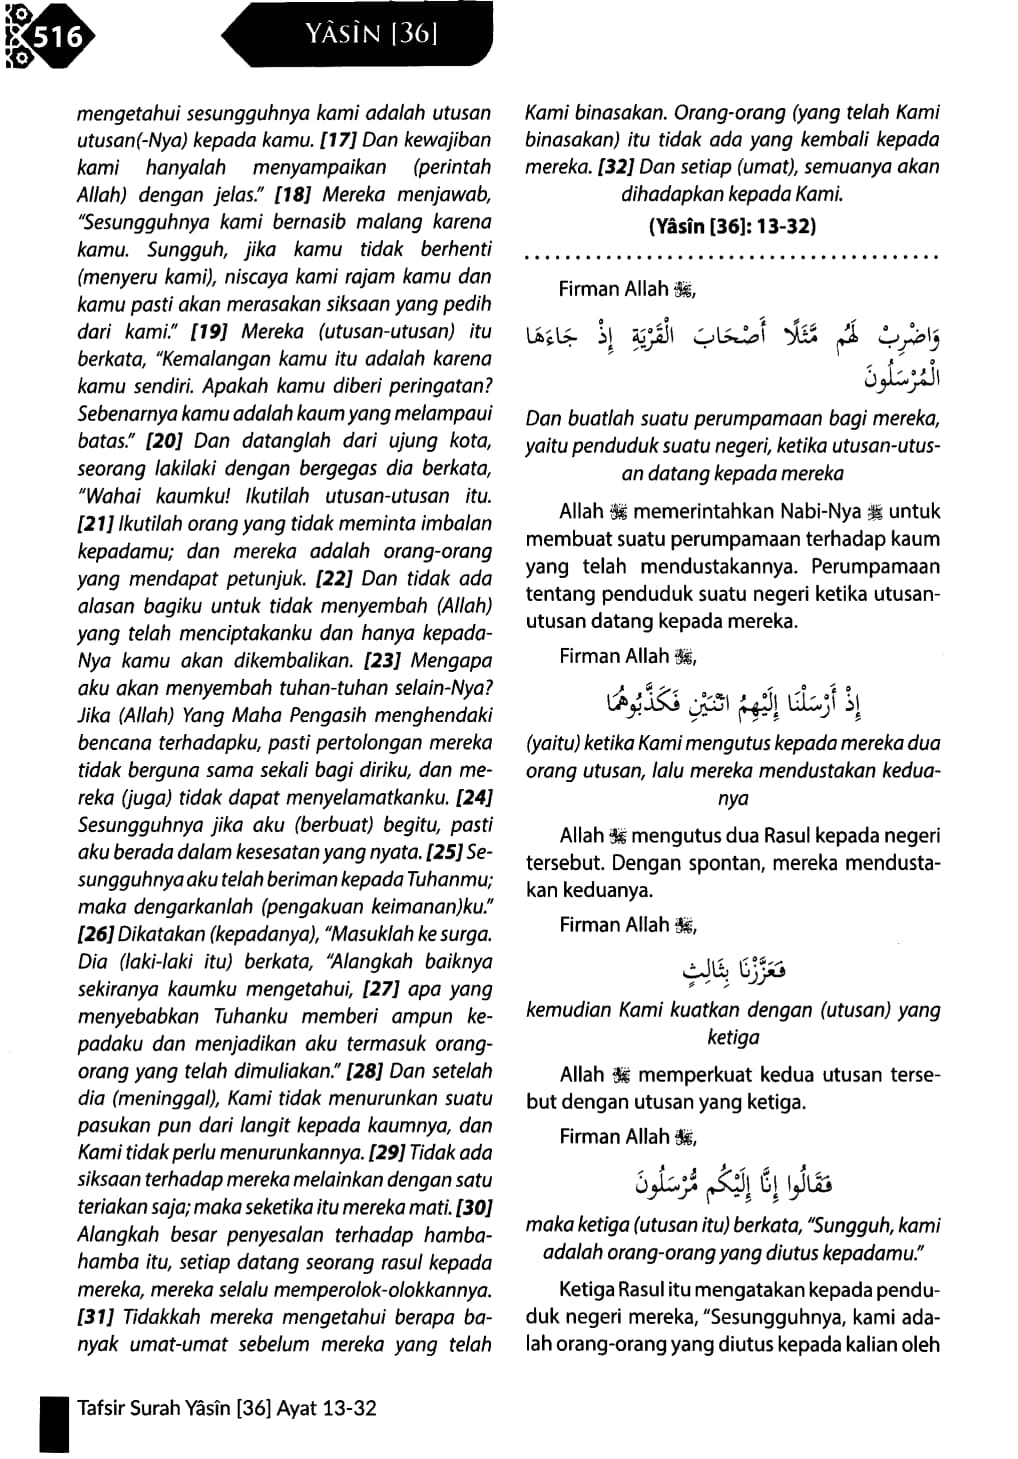 516
YÂSÎN [36]
mengetahui sesungguhnya kami adalah utusan
utusan(-Nya) kepada kamu. [17] Dan kewajiban
kami hanyalah menyampaikan (perintah
Allah) dengan jelas." [18] Mereka menjawab,
"Sesungguhnya kami bernasib malang karena
kamu. Sungguh, jika kamu tidak berhenti
(menyeru kami), niscaya kami rajam kamu dan
kamu pasti akan merasakan siksaan yang pedih
dari kami." [19] Mereka (utusan-utusan) itu
berkata, "Kemalangan kamu itu adalah karena
kamu sendiri. Apakah kamu diberi peringatan?
Sebenarnya kamu adalah kaum yang melampaui
batas." [20] Dan datanglah dari ujung kota,
seorang lakilaki dengan bergegas dia berkata,
"Wahai kaumku! Ikutilah utusan-utusan itu.
[21] Ikutilah orang yang tidak meminta imbalan
kepadamu; dan mereka adalah orang-orang
yang mendapat petunjuk. [22] Dan tidak ada
alasan bagiku untuk tidak menyembah (Allah)
yang telah menciptakanku dan hanya kepada-
Nya kamu akan dikembalikan. [23] Mengapa
aku akan menyembah tuhan-tuhan selain-Nya?
Jika (Allah) Yang Maha Pengasih menghendaki
bencana terhadapku, pasti pertolongan mereka
tidak berguna sama sekali bagi diriku, dan me-
reka (juga) tidak dapat menyelamatkanku. [24]
Sesungguhnya jika aku (berbuat) begitu, pasti
aku berada dalam kesesatan yang nyata. [25] Se-
sungguhnya aku telah beriman kepada Tuhanmu;
maka dengarkanlah (pengakuan keimanan)ku."
[26] Dikatakan (kepadanya), "Masuklah ke surga.
Dia (laki-laki itu) berkata, "Alangkah baiknya
sekiranya kaumku mengetahui, [27] apa yang
menyebabkan Tuhanku memberi ampun ke-
padaku dan menjadikan aku termasuk orang-
orang yang telah dimuliakan." [28] Dan setelah
dia (meninggal), Kami tidak menurunkan suatu
pasukan pun dari langit kepada kaumnya, dan
Kami tidak perlu menurunkannya. [29] Tidak ada
siksaan terhadap mereka melainkan dengan satu
teriakan saja; maka seketika itu mereka mati. [30]
Alangkah besar penyesalan terhadap hamba-
hamba itu, setiap datang seorang rasul kepada
mereka, mereka selalu memperolok-olokkannya.
[31] Tidakkah mereka mengetahui berapa ba-
nyak umat-umat sebelum mereka yang telah
Kami binasakan. Orang-orang (yang telah Kami
binasakan) itu tidak ada yang kembali kepada
mereka. [32] Dan setiap (umat), semuanya akan
dihadapkan kepada Kami.
(Yâsîn [36]: 13-32)
Firman Allah ﷻ,
وَاضْرِبْ لَهُم مَّثَلًا أَصْحَابَ الْقَرْيَةِ إِذْ جَاءَهَا
الْمُرْسَلُونَ
Dan buatlah suatu perumpamaan bagi mereka,
yaitu penduduk suatu negeri, ketika utusan-utus-
an datang kepada mereka
Allah ﷻ memerintahkan Nabi-Nya ﷺ untuk
membuat suatu perumpamaan terhadap kaum
yang telah mendustakannya. Perumpamaan
tentang penduduk suatu negeri ketika utusan-
utusan datang kepada mereka.
Firman Allah ﷻ,
إِذْ أَرْسَلْنَا إِلَيْهِمُ اثْنَيْنِ فَكَذَّبُوهُمَا
(yaitu) ketika Kami mengutus kepada mereka dua
orang utusan, lalu mereka mendustakan kedua-
nya
Allah ﷻ mengutus dua Rasul kepada negeri
tersebut. Dengan spontan, mereka mendusta-
kan keduanya.
Firman Allah ﷻ,
فَعَزَّزْنَا بِثَالِثٍ
kemudian Kami kuatkan dengan (utusan) yang
ketiga
Allah ﷻ memperkuat kedua utusan terse-
but dengan utusan yang ketiga.
Firman Allah ﷻ,
فَقَالُوا إِنَّا إِلَيْكُم مُّرْسَلُونَ
maka ketiga (utusan itu) berkata, "Sungguh, kami
adalah orang-orang yang diutus kepadamu."
Ketiga Rasul itu mengatakan kepada pendu-
duk negeri mereka, "Sesungguhnya, kami ada-
lah orang-orang yang diutus kepada kalian oleh
Tafsir Surah Yâsîn [36] Ayat 13-32